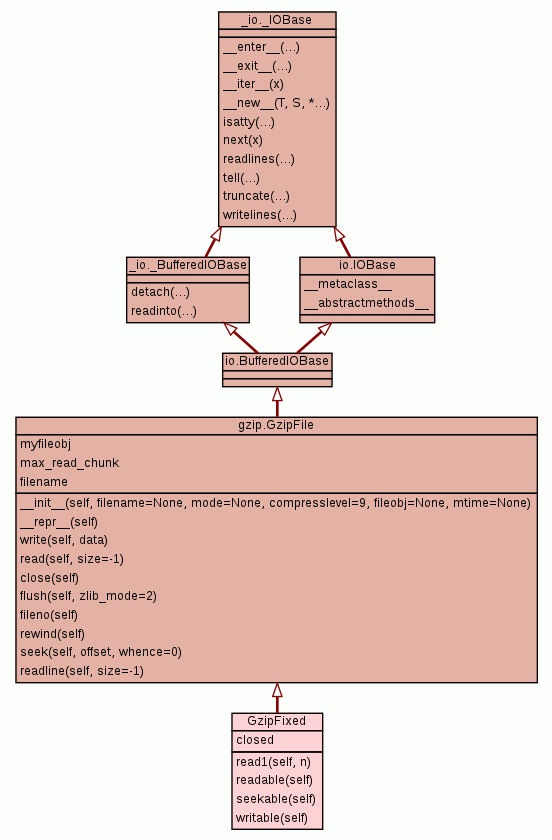 _io._IOBase
__enter__(...)
__exit__(...)
__iter__(x)
__new__(T, S, *...)
isatty(...)
next(x)
readlines(...)
tell(...)
truncate(...)
writelines(...)
_io._BufferedIOBase
detach(...)
readinto(...)
io.IOBase
__metaclass__
__abstractmethods__
io.BufferedIOBase
gzip.GzipFile
myfileobj
max_read_chunk
filename
__init__(self, filename=None, mode=None, compresslevel=9, fileobj=None, mtime=None)
__repr__(self)
write(self, data)
read(self, size=-1)
close(self)
flush(self, zlib_mode=2)
fileno(self)
rewind(self)
seek(self, offset, whence=0)
readline(self, size=-1)
GzipFixed
closed
read1(self, n)
readable(self)
seekable(self)
writable(self)